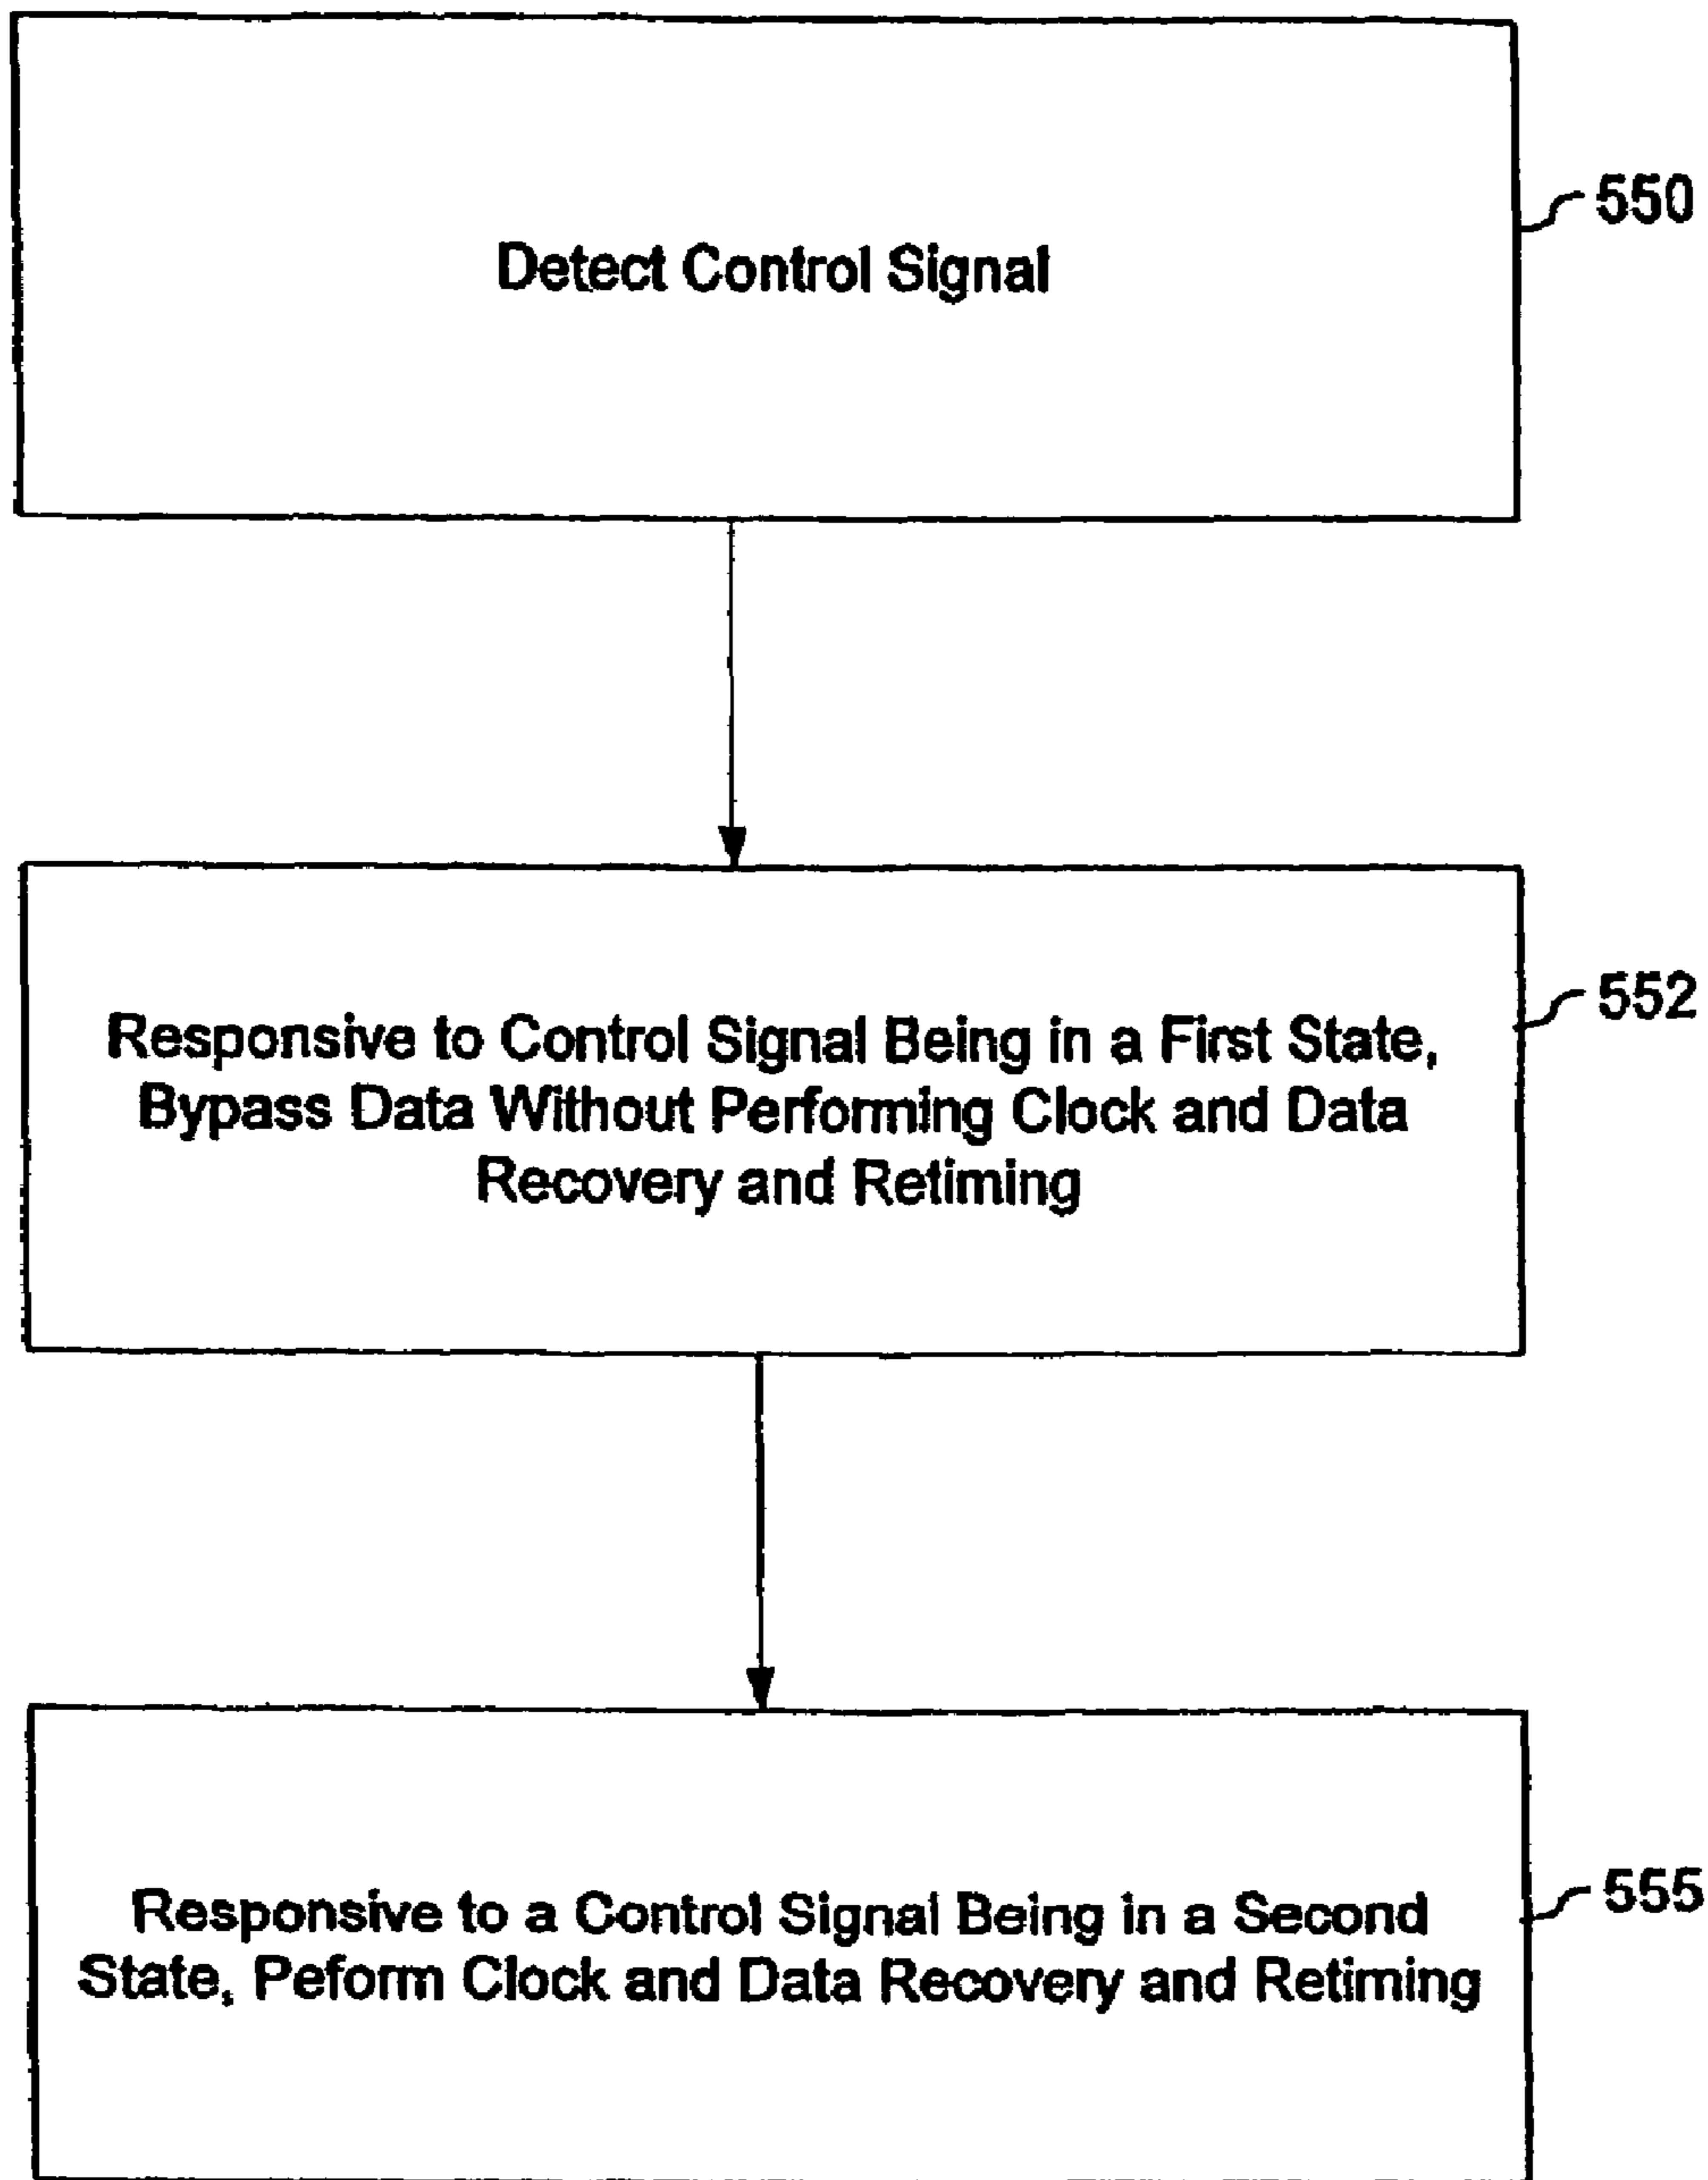 Detect Control Signal
550
Responsive to Control Signal Being in a First State,
Bypass Data Without Performing Clock and Data
Recovery and Retiming
552
Responsive to a Control Signal Being in a Second
State, Peform Clock and Data Recovery and Retiming
555